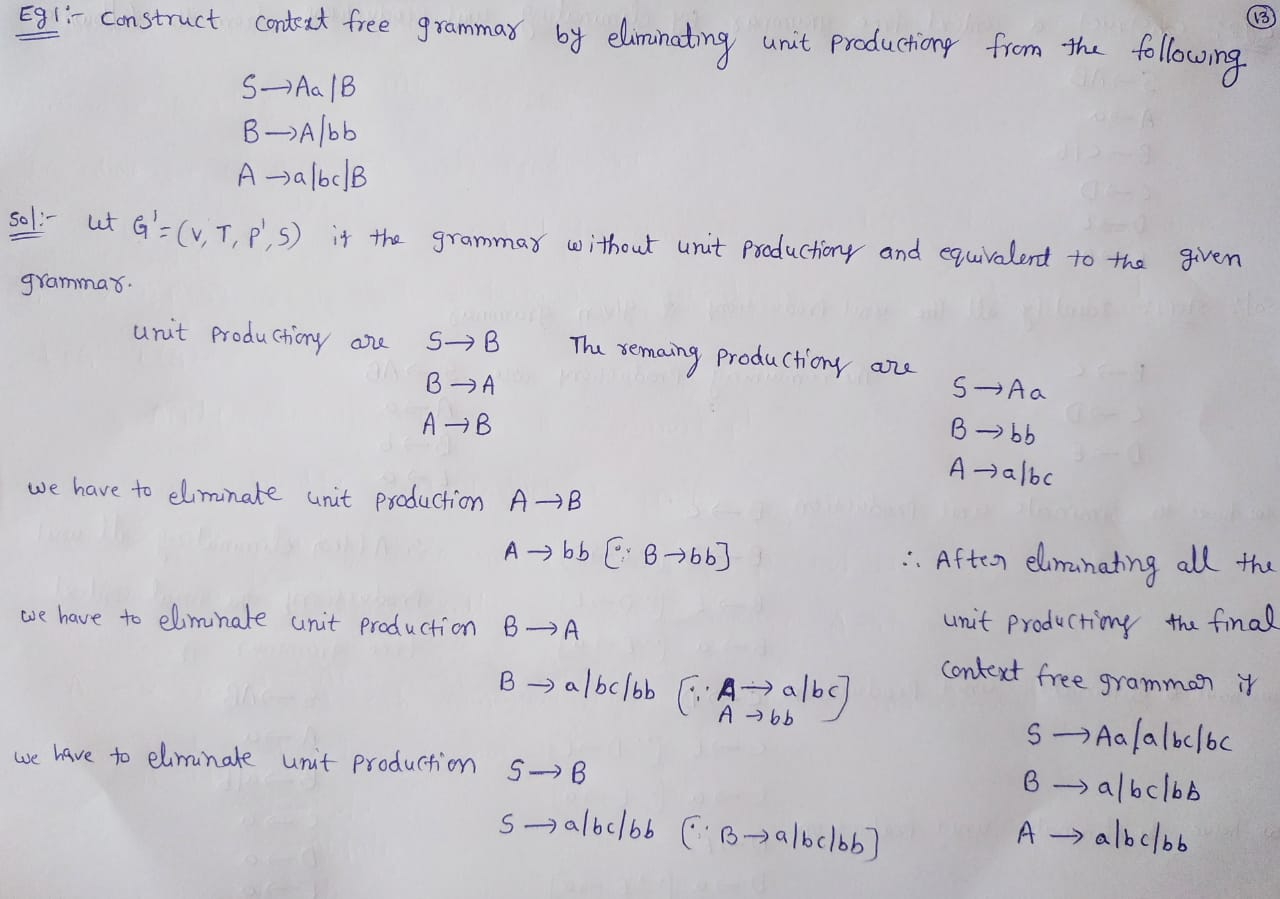 13
Eg1:- Construct context free grammar by eliminating unit productions from the following
S→Aa|B
B→A|bb
A→a|bc|B
Sol:- let G'=(V, T, P', S) is the grammar without unit productions and equivalent to the given
grammar.
unit productions are S→B The remaing productions are
B→A
A→B
S→Aa
B→bb
A→a|bc
we have to eliminate unit production A→B
A→bb [∵ B→bb]
we have to eliminate unit production B→A
B→a|bc|bb [∵ A→a|bc]
A→bb
we have to eliminate unit production S→B
S→a|bc|bb [∵ B→a|bc|bb]
∴ After eliminating all the
unit productions the final
context free grammar is
S→Aa|a|bc|bc
B→a|bc|bb
A→a|bc|bb